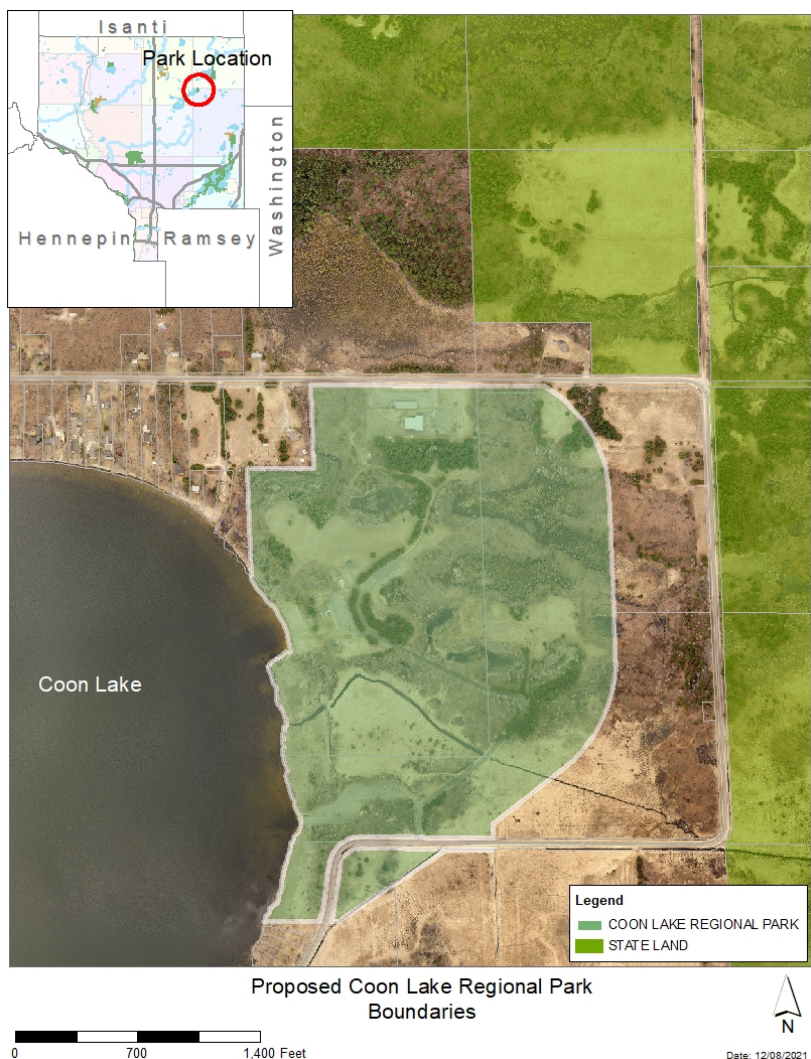 Isanti
Park Location
Washington
Hennepin
Ramsey
Coon Lake
Legend
COON LAKE REGIONAL PARK
STATE LAND
Proposed Coon Lake Regional Park
Boundaries
N
0 700 1,400 Feet
Date: 12/08/2021